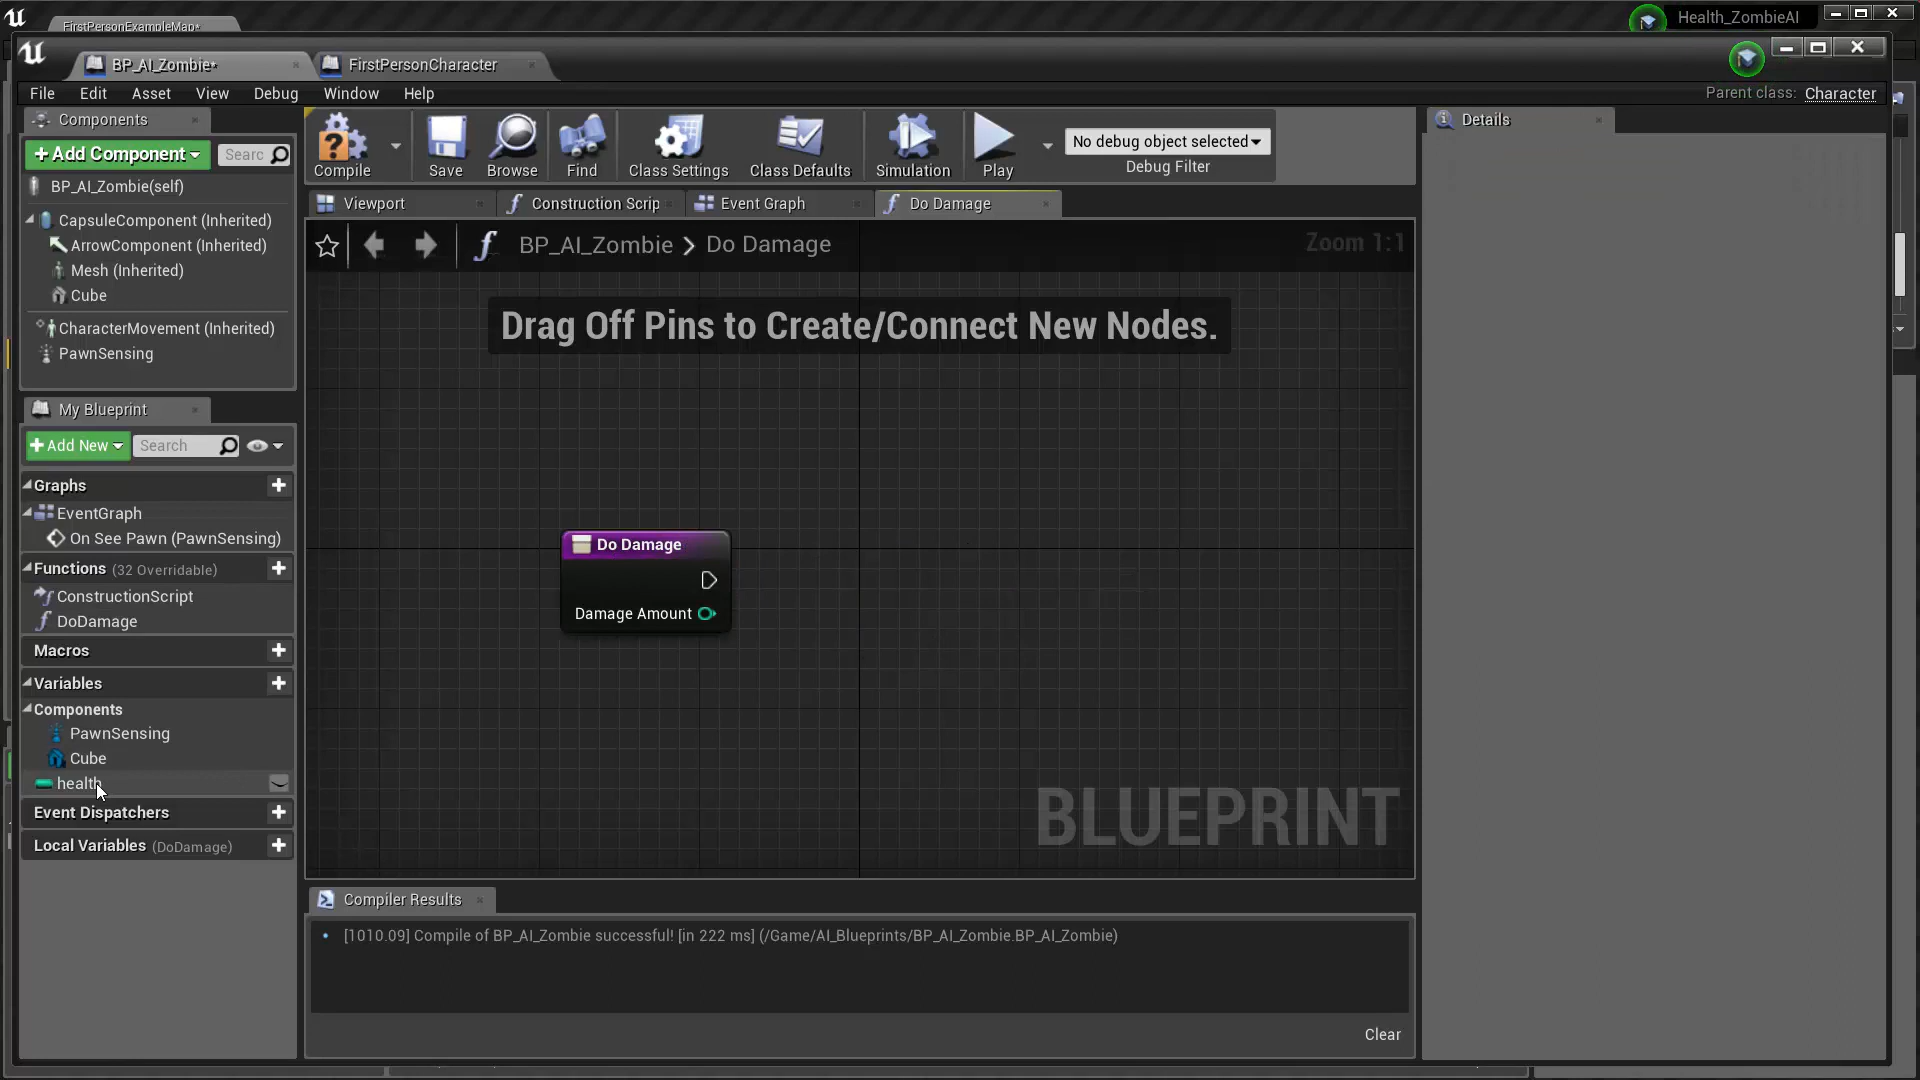 FirstPersonExampleMap*
Health_ZombieAI
BP_AI_Zombie*
FirstPersonCharacter
File Edit Asset View Debug Window Help
Parent class: Character
Components
Add Component
Searc
BP_AI_Zombie(self)
CapsuleComponent (Inherited)
ArrowComponent (Inherited)
Mesh (Inherited)
Cube
CharacterMovement (Inherited)
PawnSensing
My Blueprint
Add New
Search
Graphs
EventGraph
On See Pawn (PawnSensing)
Functions (32 Overridable)
ConstructionScript
DoDamage
Macros
Variables
Components
PawnSensing
Cube
health
Event Dispatchers
Local Variables (DoDamage)
Compile
Save
Browse
Find
Class Settings
Class Defaults
Simulation
Play
No debug object selected
Debug Filter
Viewport
Construction Scrip
Event Graph
Do Damage
BP_AI_Zombie > Do Damage
Zoom 1:1
Drag Off Pins to Create/Connect New Nodes.
Do Damage
Damage Amount
BLUEPRINT
Compiler Results
[1010.09] Compile of BP_AI_Zombie successful! [in 222 ms] (/Game/AI_Blueprints/BP_AI_Zombie.BP_AI_Zombie)
Clear
Details